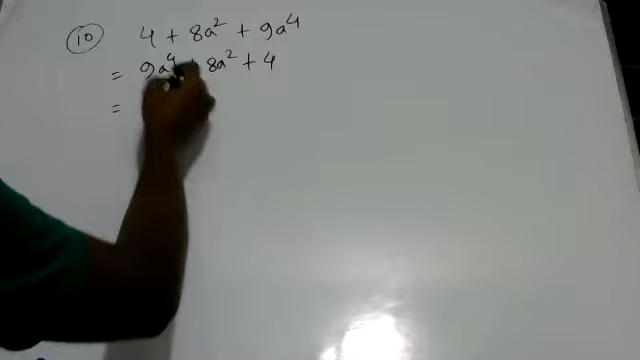 (10) 4 + 8a² + 9a⁴
= 9a⁴ 8a² + 4
=